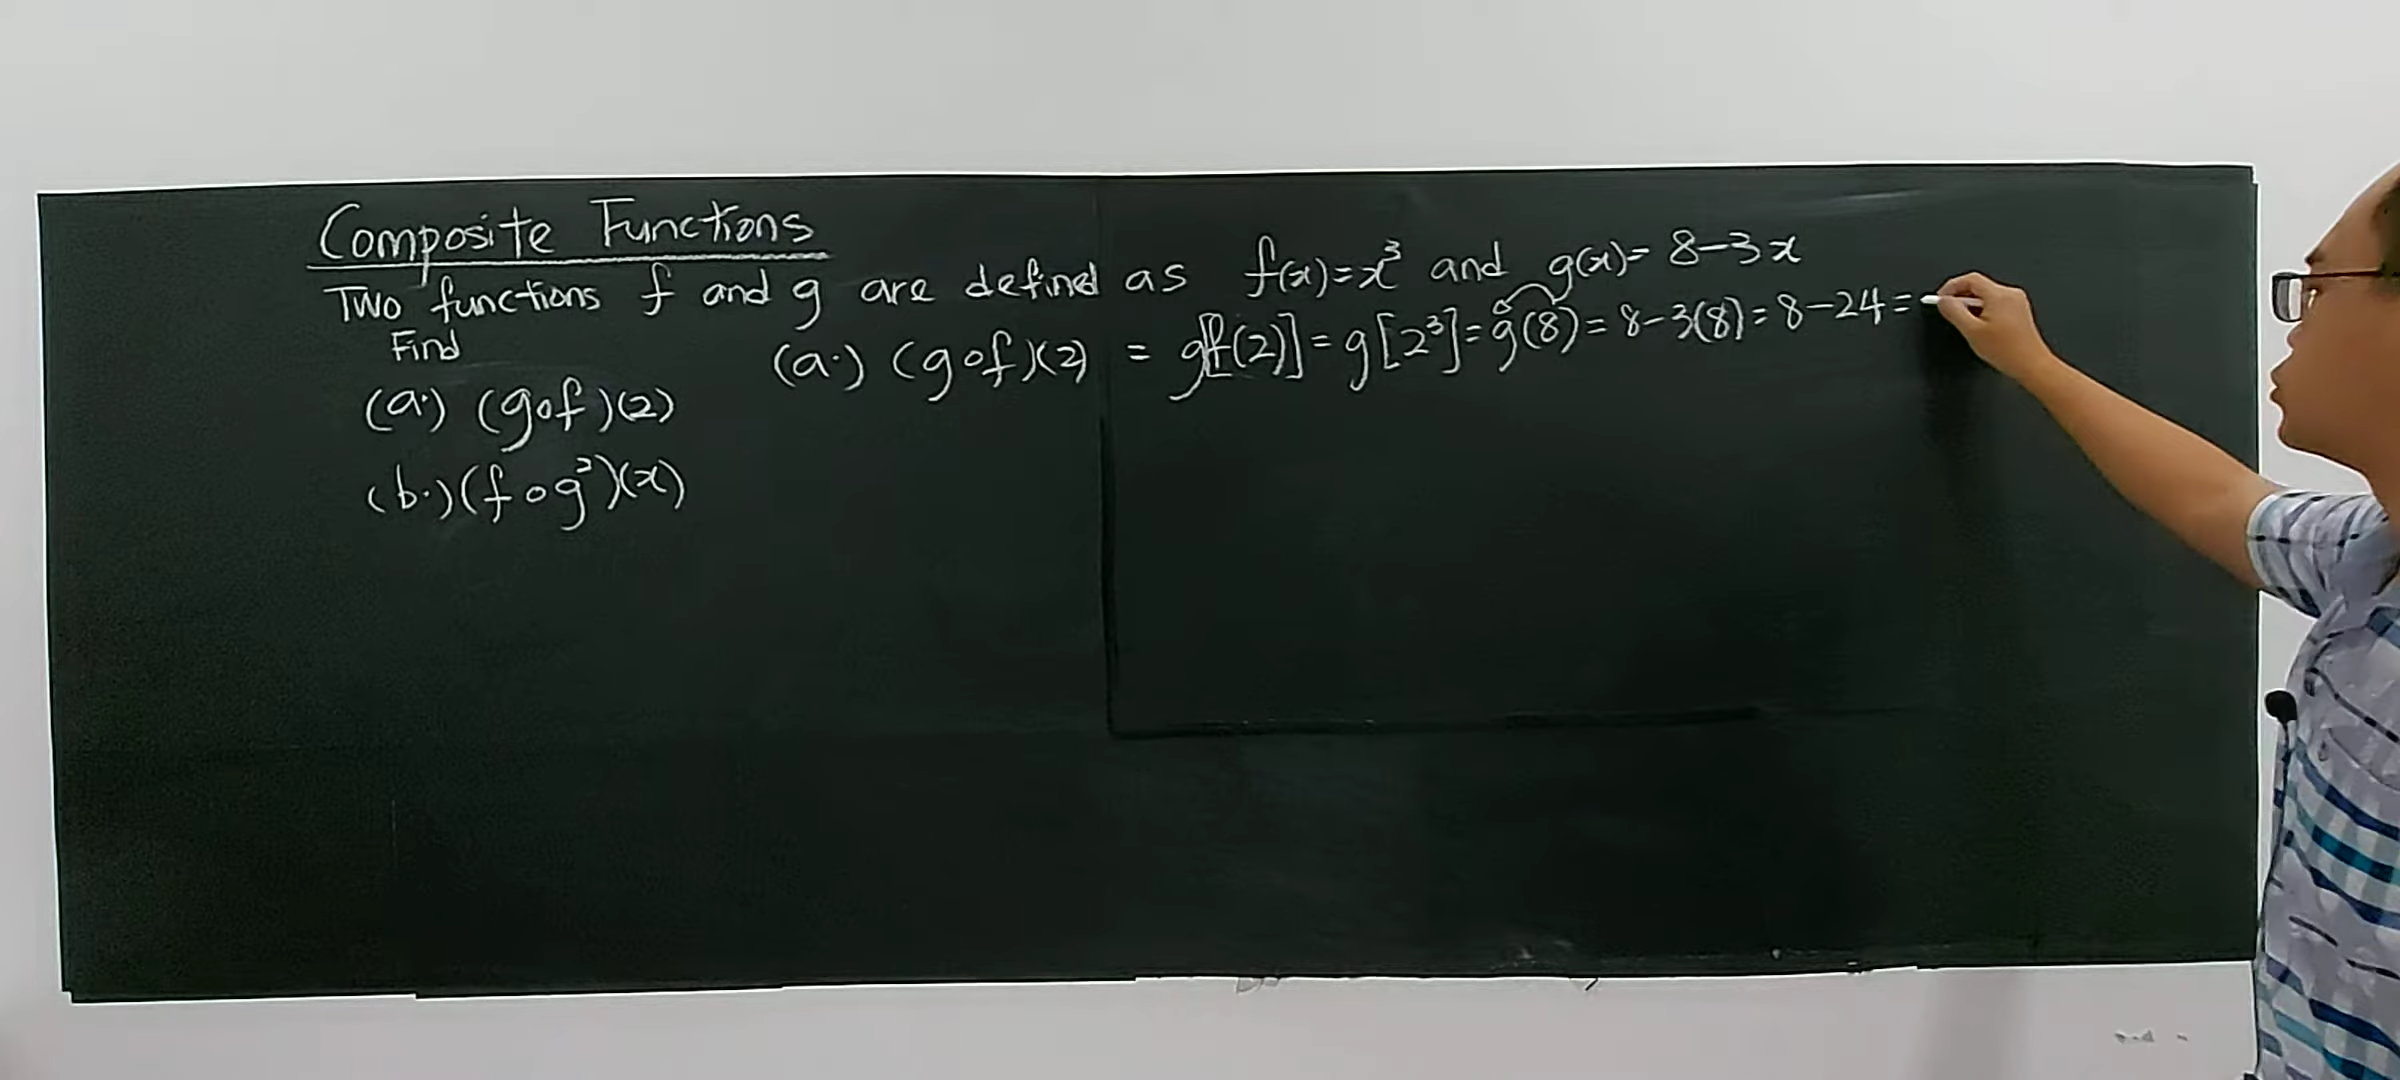 Composite Functions
Two functions f and g are defined as f(x)=x³ and g(x)= 8-3x
Find
(a.) (gof)(2)
(b.) (f o g²)(x)
(a.) (gof)(2) = g[f(2)] = g[2³] = g(8) = 8-3(8) = 8-24 = -